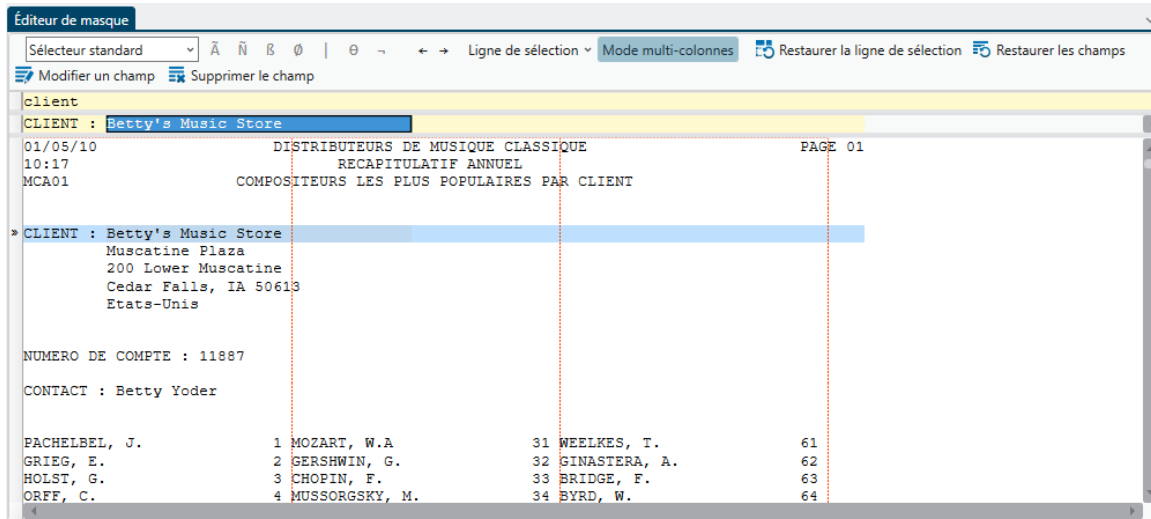 Éditeur de masque
Sélecteur standard Ã Ñ ß Ø | θ ¬ ← → Ligne de sélection Mode multi-colonnes Restaurer la ligne de sélection Restaurer les champs
Modifier un champ Supprimer le champ
client
CLIENT : Betty's Music Store
01/05/10 DISTRIBUTEURS DE MUSIQUE CLASSIQUE PAGE 01
10:17 RECAPITULATIF ANNUEL
MCA01 COMPOSITEURS LES PLUS POPULAIRES PAR CLIENT
» CLIENT : Betty's Music Store
Muscatine Plaza
200 Lower Muscatine
Cedar Falls, IA 50613
Etats-Unis
NUMERO DE COMPTE : 11887
CONTACT : Betty Yoder
PACHELBEL, J. 1 MOZART, W.A 31 WEELKES, T. 61
GRIEG, E. 2 GERSHWIN, G. 32 GINASTERA, A. 62
HOLST, G. 3 CHOPIN, F. 33 BRIDGE, F. 63
ORFF, C. 4 MUSSORGSKY, M. 34 BYRD, W. 64